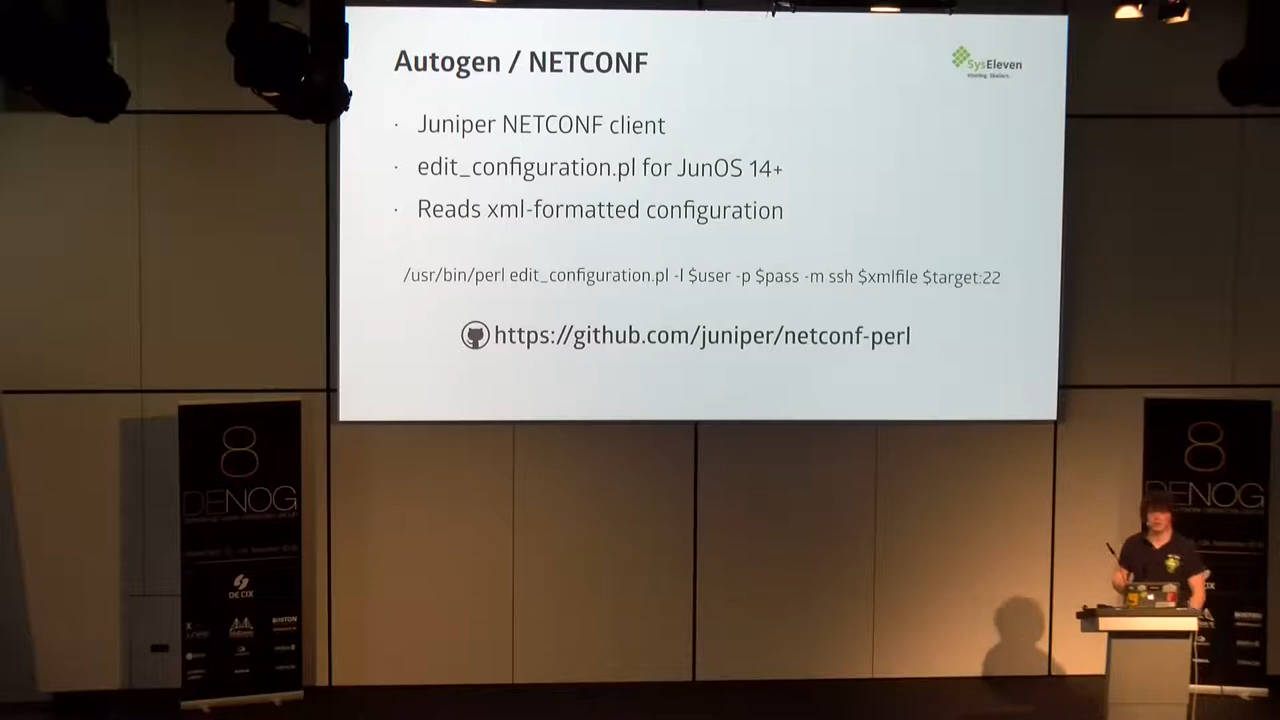 Autogen / NETCONF
SysEleven
· Juniper NETCONF client
· edit_configuration.pl for JunOS 14+
· Reads xml-formatted configuration
/usr/bin/perl edit_configuration.pl -l $user -p $pass -m ssh $xmlfile $target:22
https://github.com/juniper/netconf-perl
8
DENOG
DE CIX
BOSTON
8
DENOG